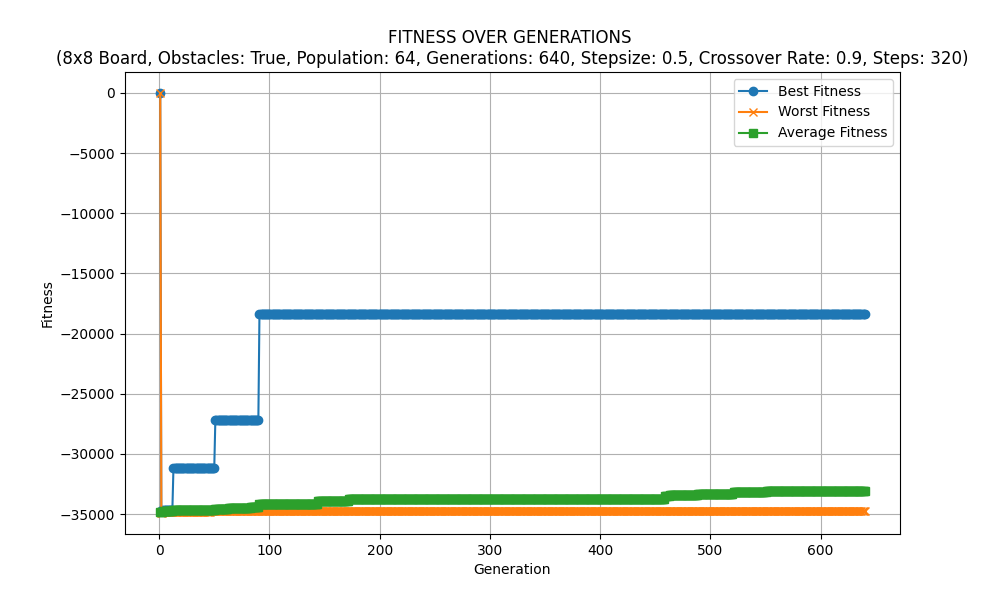 FITNESS OVER GENERATIONS
(8x8 Board, Obstacles: True, Population: 64, Generations: 640, Stepsize: 0.5, Crossover Rate: 0.9, Steps: 320)
Best Fitness
Worst Fitness
Average Fitness
Fitness
0
−5000
−10000
−15000
−20000
−25000
−30000
−35000
0 100 200 300 400 500 600
Generation